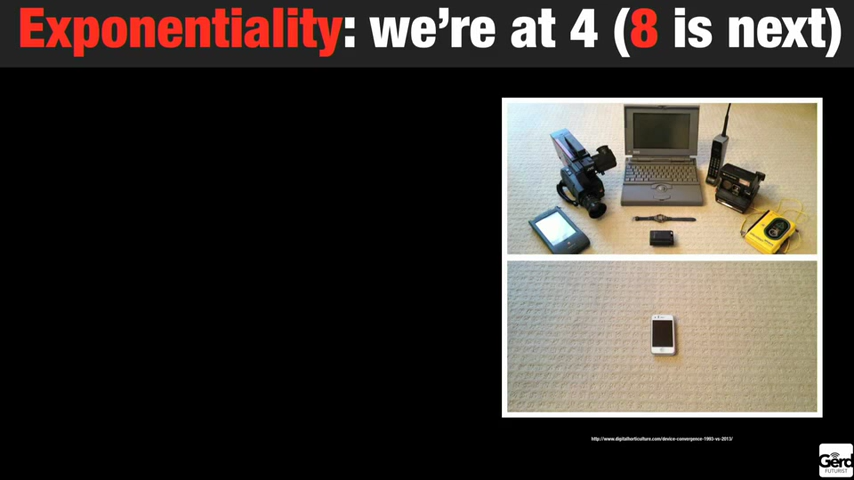 Exponentiality: we're at 4 (8 is next)
http://www.digitalhorticulture.com/device-convergence-1993-vs-2013/
Gerd
FUTURIST